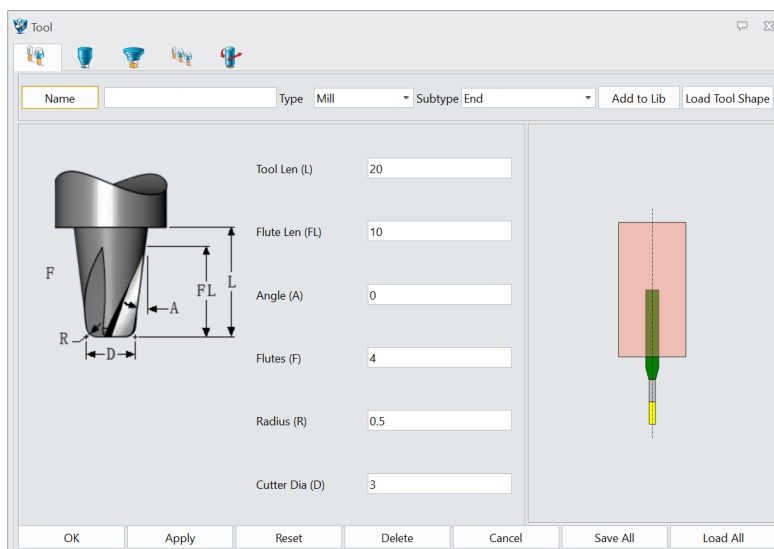 Tool
Name Type Mill Subtype End Add to Lib Load Tool Shape
Tool Len (L) 20
Flute Len (FL) 10
Angle (A) 0
Flutes (F) 4
Radius (R) 0.5
Cutter Dia (D) 3
F
FL
L
A
R
D
OK Apply Reset Delete Cancel Save All Load All